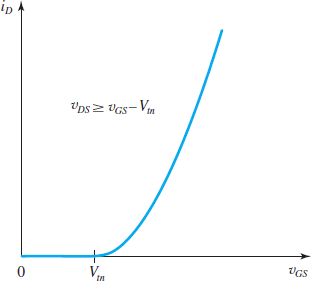 i_D
v_DS ≥ v_GS − V_tn
0 V_tn v_GS